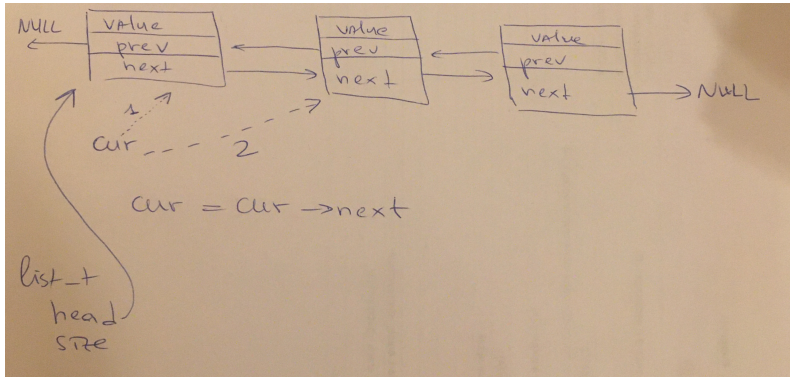 NULL
value
prev
next
value
prev
next
value
prev
next
NULL
1
cur
2
cur = cur →next
list_t
head
size